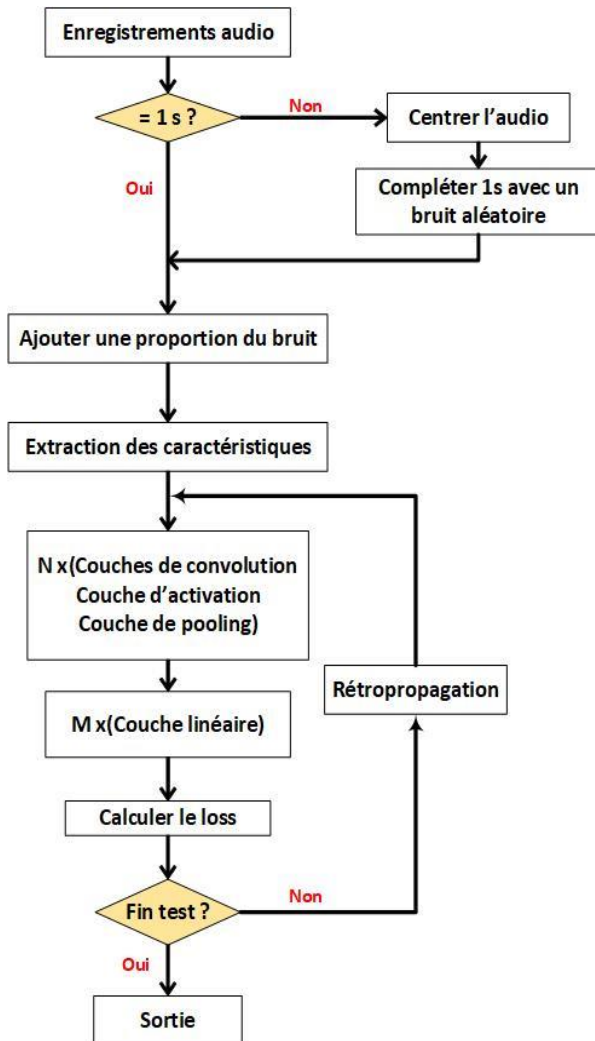 Enregistrements audio
= 1 s ?
Non
Centrer l'audio
Oui
Compléter 1s avec un
bruit aléatoire
Ajouter une proportion du bruit
Extraction des caractéristiques
N x(Couches de convolution
Couche d'activation
Couche de pooling)
Rétropropagation
M x(Couche linéaire)
Calculer le loss
Fin test ?
Non
Oui
Sortie